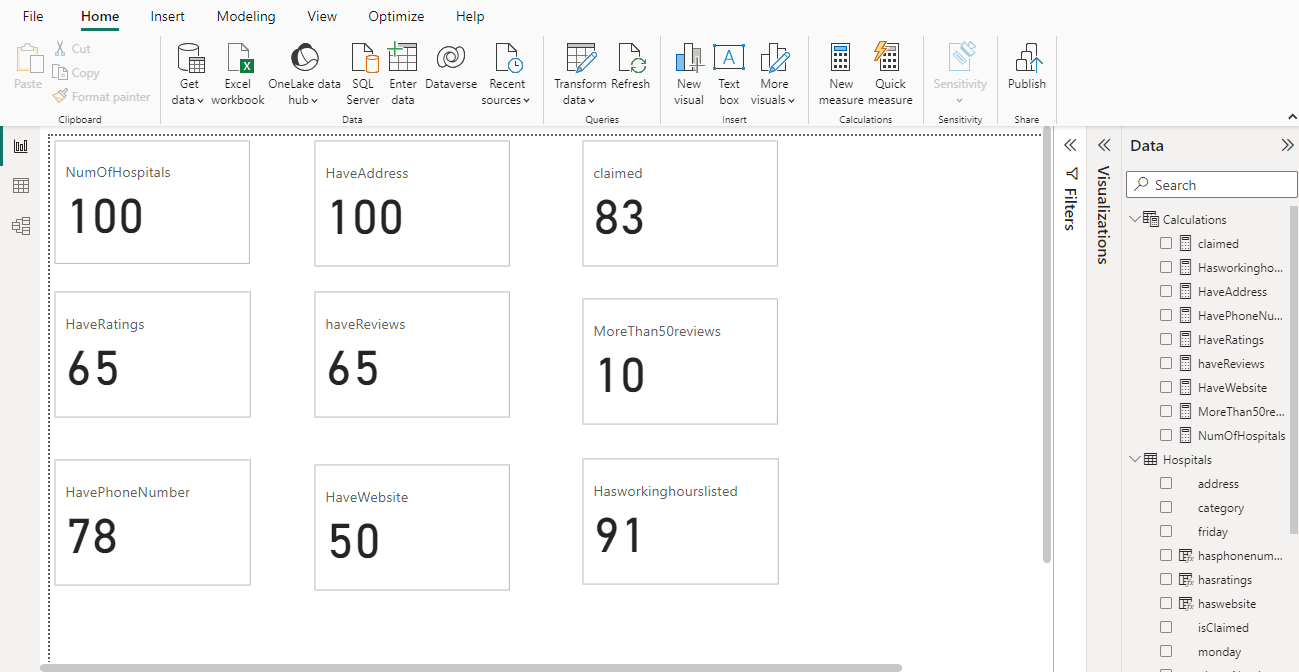 File Home Insert Modeling View Optimize Help
Paste
Cut
Copy
Format painter
Clipboard
Get data
Excel workbook
OneLake data hub
SQL Server
Enter data
Dataverse
Recent sources
Data
Transform data
Refresh
Queries
New visual
Text box
A
More visuals
Insert
New measure
Quick measure
Calculations
Sensitivity
Sensitivity
Publish
Share
NumOfHospitals
100
HaveAddress
100
claimed
83
HaveRatings
65
haveReviews
65
MoreThan50reviews
10
HavePhoneNumber
78
HaveWebsite
50
Hasworkinghourslisted
91
Filters
Visualizations
Data
Search
Calculations
claimed
Hasworkingho...
HaveAddress
HavePhoneNu...
HaveRatings
haveReviews
HaveWebsite
MoreThan50re...
NumOfHospitals
Hospitals
address
category
friday
hasphonenum...
hasratings
haswebsite
isClaimed
monday